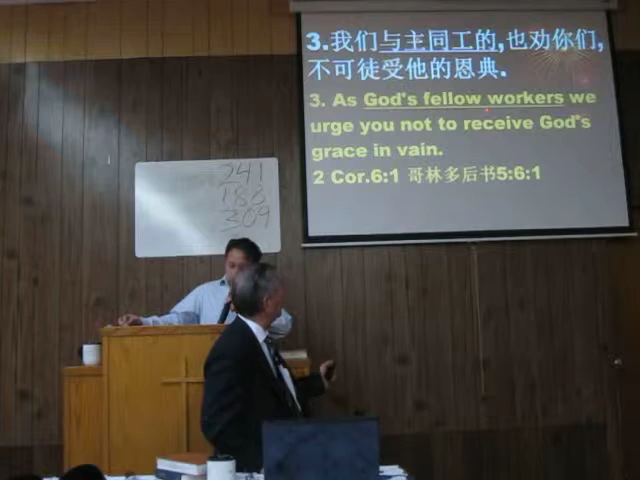 3.我们与主同工的,也劝你们,
不可徒受他的恩典.
3. As God's fellow workers we
urge you not to receive God's
grace in vain.
2 Cor.6:1 哥林多后书5:6:1
241
188
309